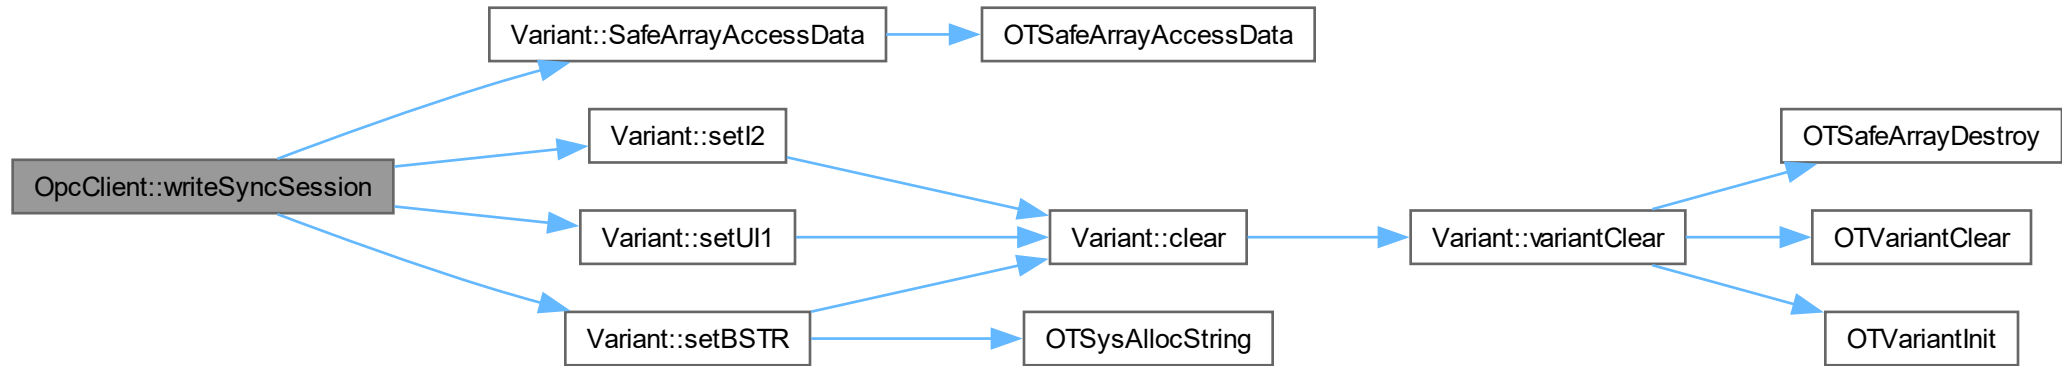 Variant::SafeArrayAccessData
OTSafeArrayAccessData
Variant::setI2
OTSafeArrayDestroy
OpcClient::writeSyncSession
Variant::setUI1
Variant::clear
Variant::variantClear
OTVariantClear
Variant::setBSTR
OTSysAllocString
OTVariantInit